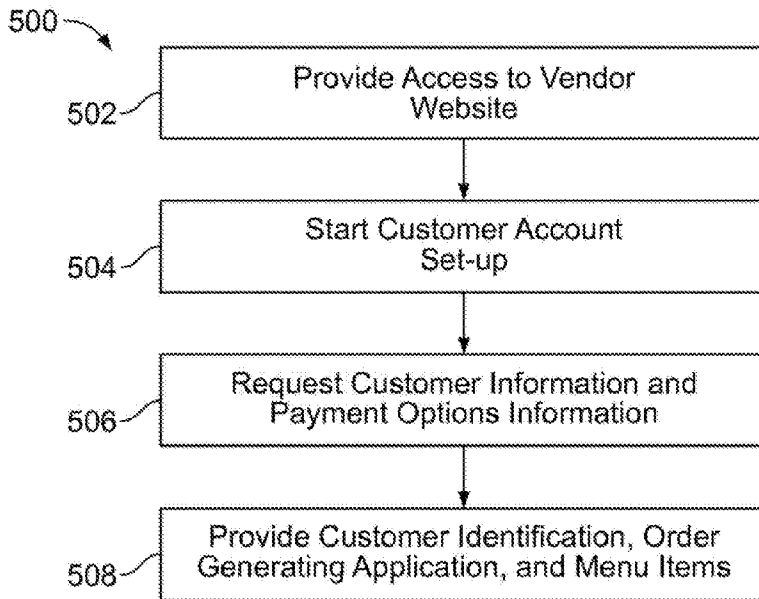 500
Provide Access to Vendor
Website
502
Start Customer Account
Set-up
504
Request Customer Information and
Payment Options Information
506
Provide Customer Identification, Order
Generating Application, and Menu Items
508